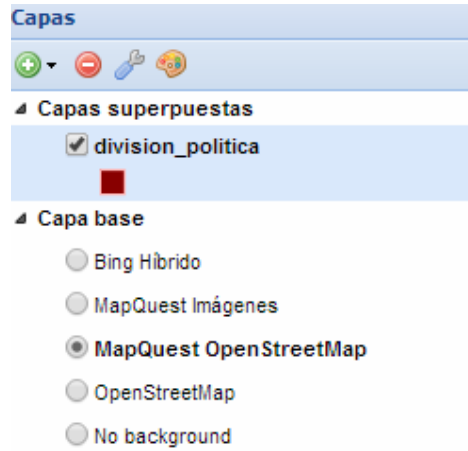 Capas
Capas superpuestas
division_politica
Capa base
Bing Híbrido
MapQuest Imágenes
MapQuest OpenStreetMap
OpenStreetMap
No background